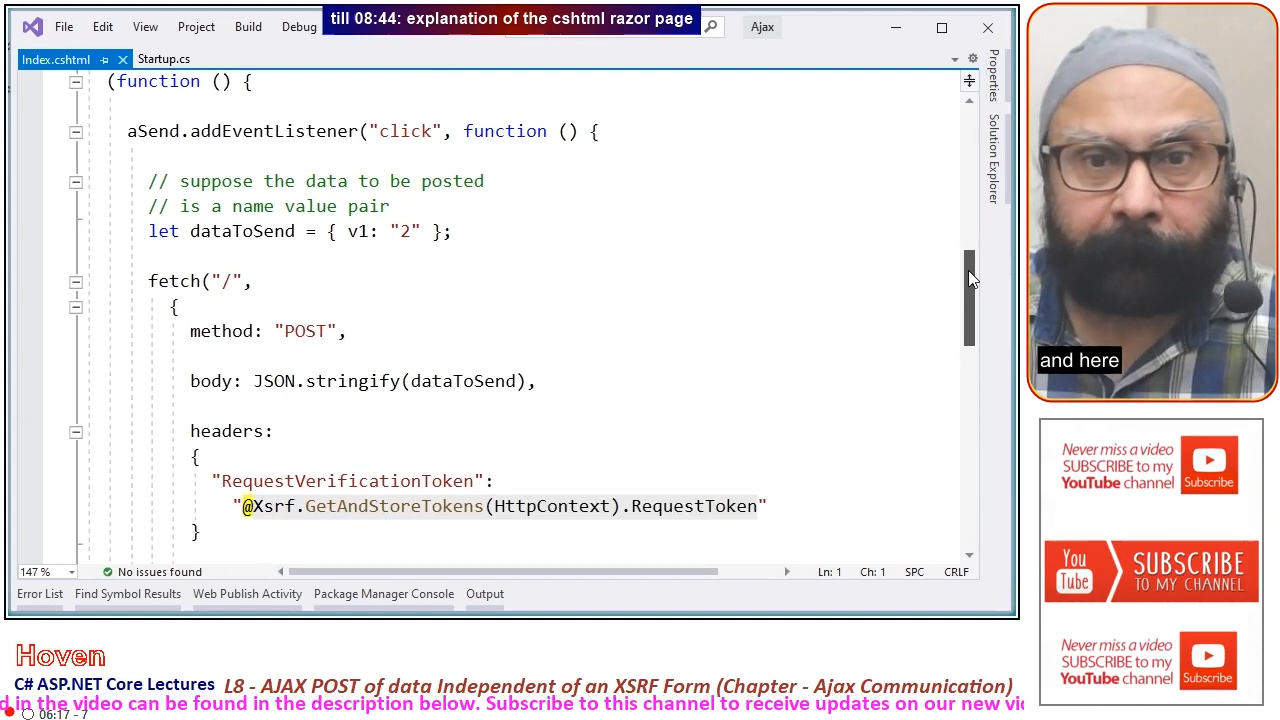 till 08:44: explanation of the cshtml razor page
File Edit View Project Build Debug Ajax
Index.cshtml Startup.cs
(function () {
aSend.addEventListener("click", function () {
// suppose the data to be posted
// is a name value pair
let dataToSend = { v1: "2" };
fetch("/",
{
method: "POST",
body: JSON.stringify(dataToSend),
headers:
{
"RequestVerificationToken":
"@Xsrf.GetAndStoreTokens(HttpContext).RequestToken"
}
147 % No issues found Ln: 1 Ch: 1 SPC CRLF
Error List Find Symbol Results Web Publish Activity Package Manager Console Output
Properties
Solution Explorer
and here
Never miss a video
SUBSCRIBE to my
YouTube channel
Subscribe
You
Tube
SUBSCRIBE
TO MY CHANNEL
Never miss a video
SUBSCRIBE to my
YouTube channel
Subscribe
Hoven
C# ASP.NET Core Lectures L8 - AJAX POST of data Independent of an XSRF Form (Chapter - Ajax Communication)
d in the video can be found in the description below. Subscribe to this channel to receive updates on our new
06:17 - 7